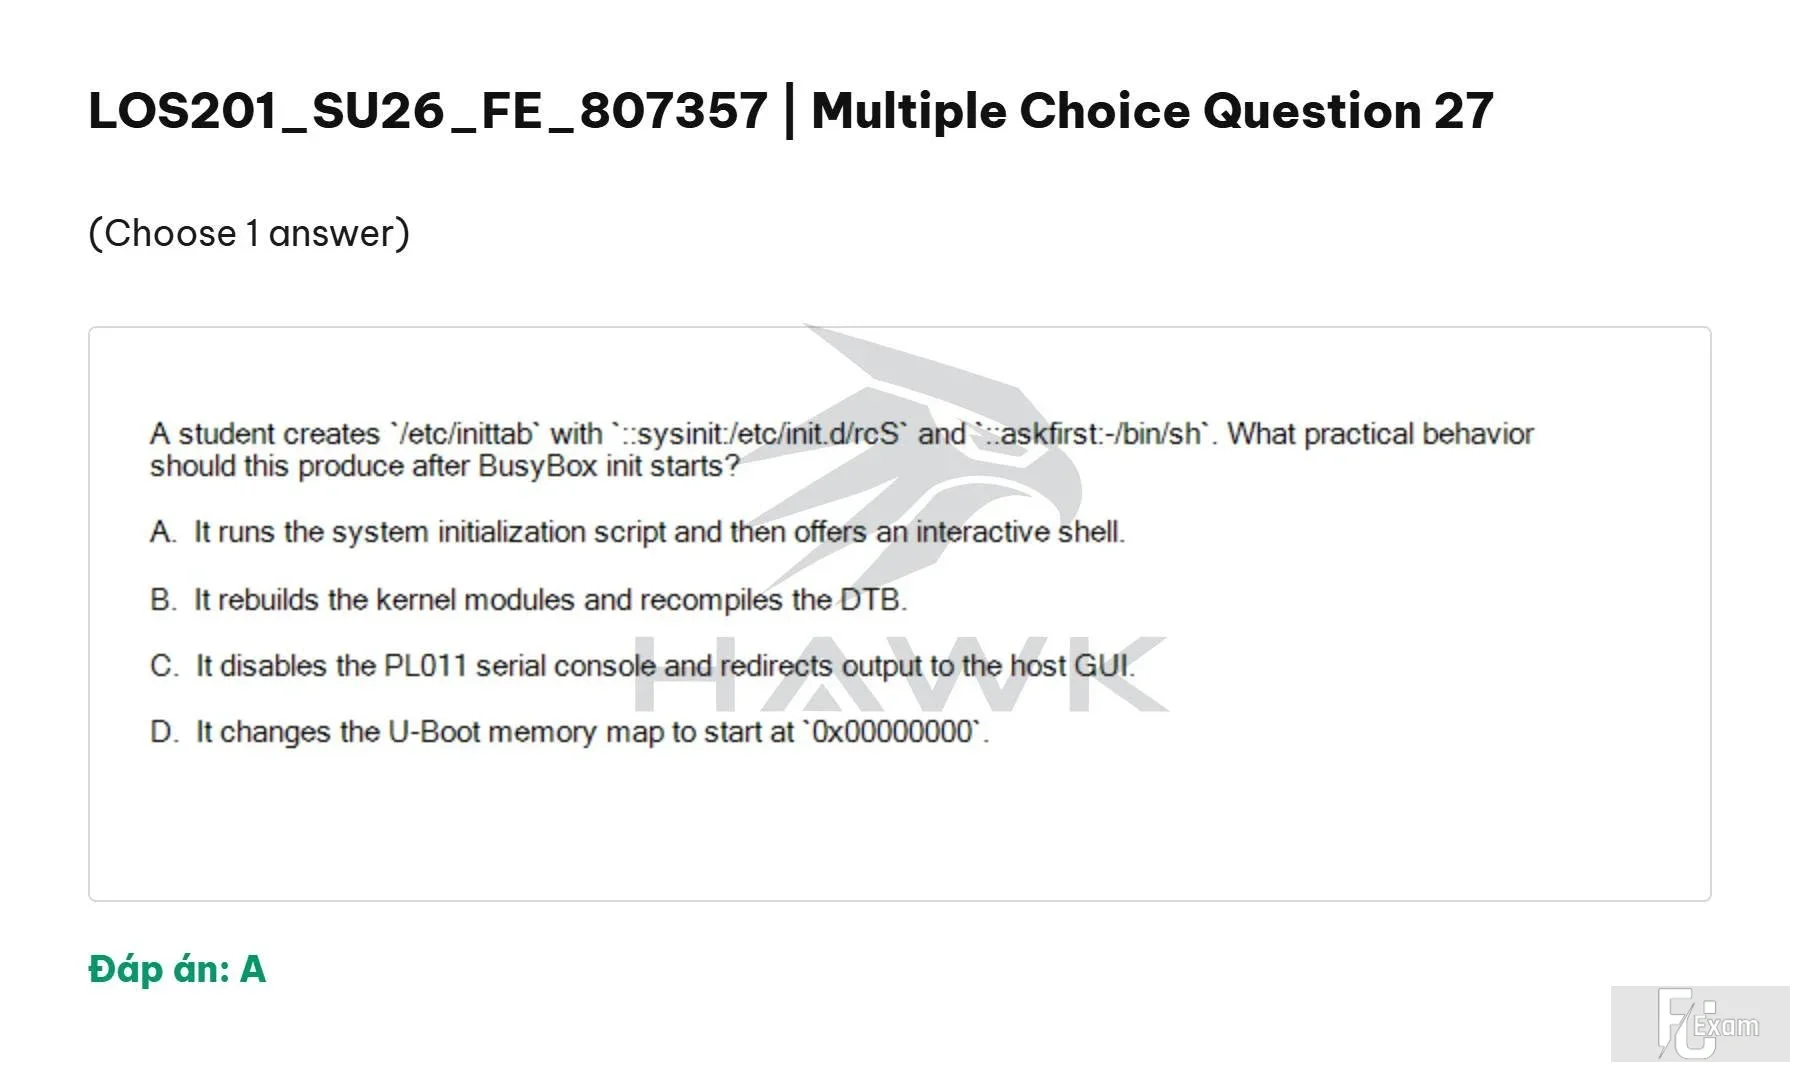 LOS201_SU26_FE_807357 | Multiple Choice Question 27
(Choose 1 answer)
A student creates `/etc/inittab` with `::sysinit:/etc/init.d/rcS` and `::askfirst:-/bin/sh`. What practical behavior
should this produce after BusyBox init starts?
A. It runs the system initialization script and then offers an interactive shell.
B. It rebuilds the kernel modules and recompiles the DTB.
C. It disables the PL011 serial console and redirects output to the host GUI.
HAWK
D. It changes the U-Boot memory map to start at `0x00000000`.
Đáp án: A
FU Exam